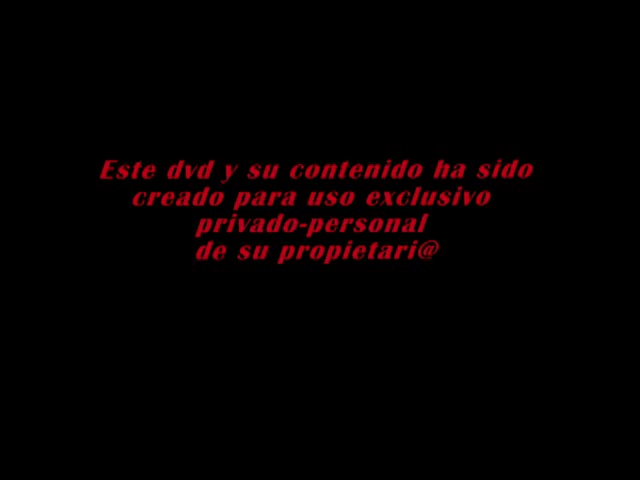 Este dvd y su contenido ha sido
creado para uso exclusivo
privado-personal
de su propietari@